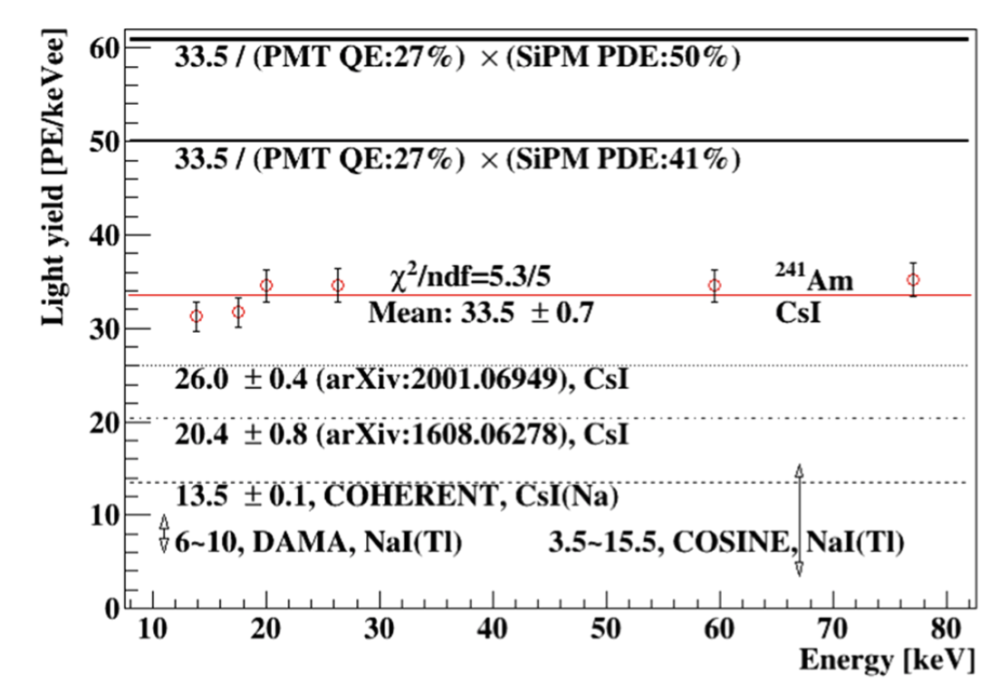 Light yield [PE/keVee]
60
33.5 / (PMT QE:27%) × (SiPM PDE:50%)
50
33.5 / (PMT QE:27%) × (SiPM PDE:41%)
40
χ²/ndf=5.3/5
²⁴¹Am
Mean: 33.5 ± 0.7
CsI
30
26.0 ± 0.4 (arXiv:2001.06949), CsI
20
20.4 ± 0.8 (arXiv:1608.06278), CsI
13.5 ± 0.1, COHERENT, CsI(Na)
10
6~10, DAMA, NaI(Tl)
3.5~15.5, COSINE, NaI(Tl)
0
10 20 30 40 50 60 70 80
Energy [keV]